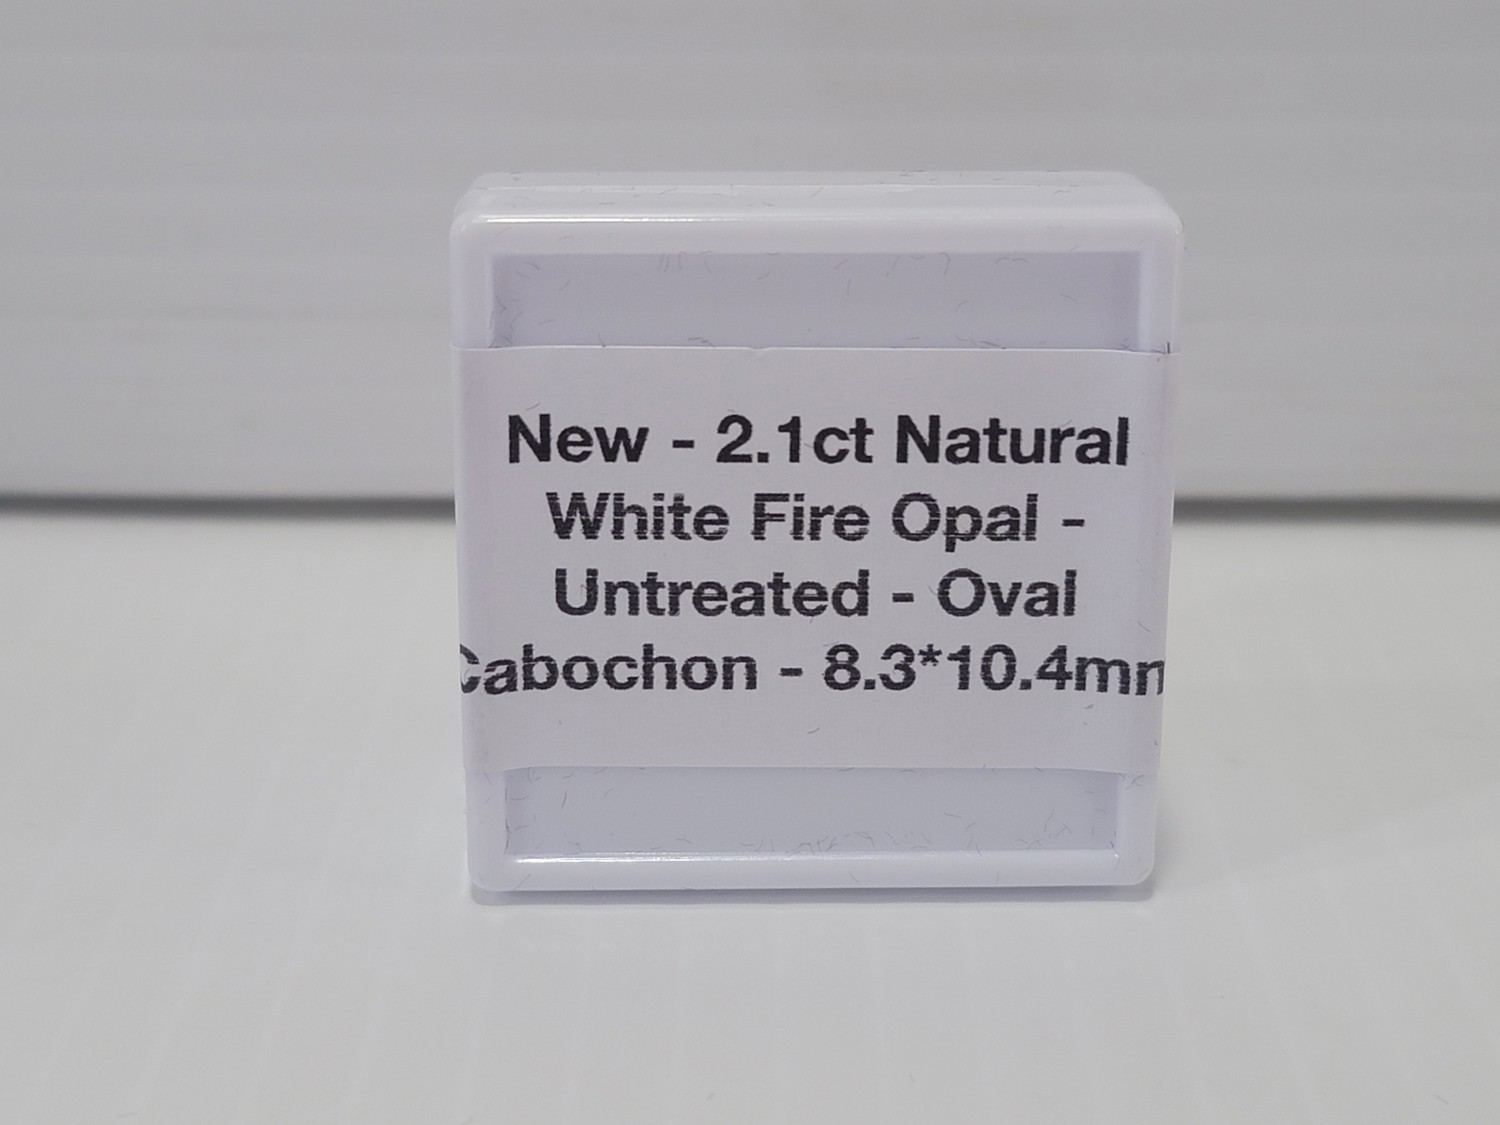 New - 2.1ct Natural
White Fire Opal -
Untreated - Oval
Cabochon - 8.3*10.4mm